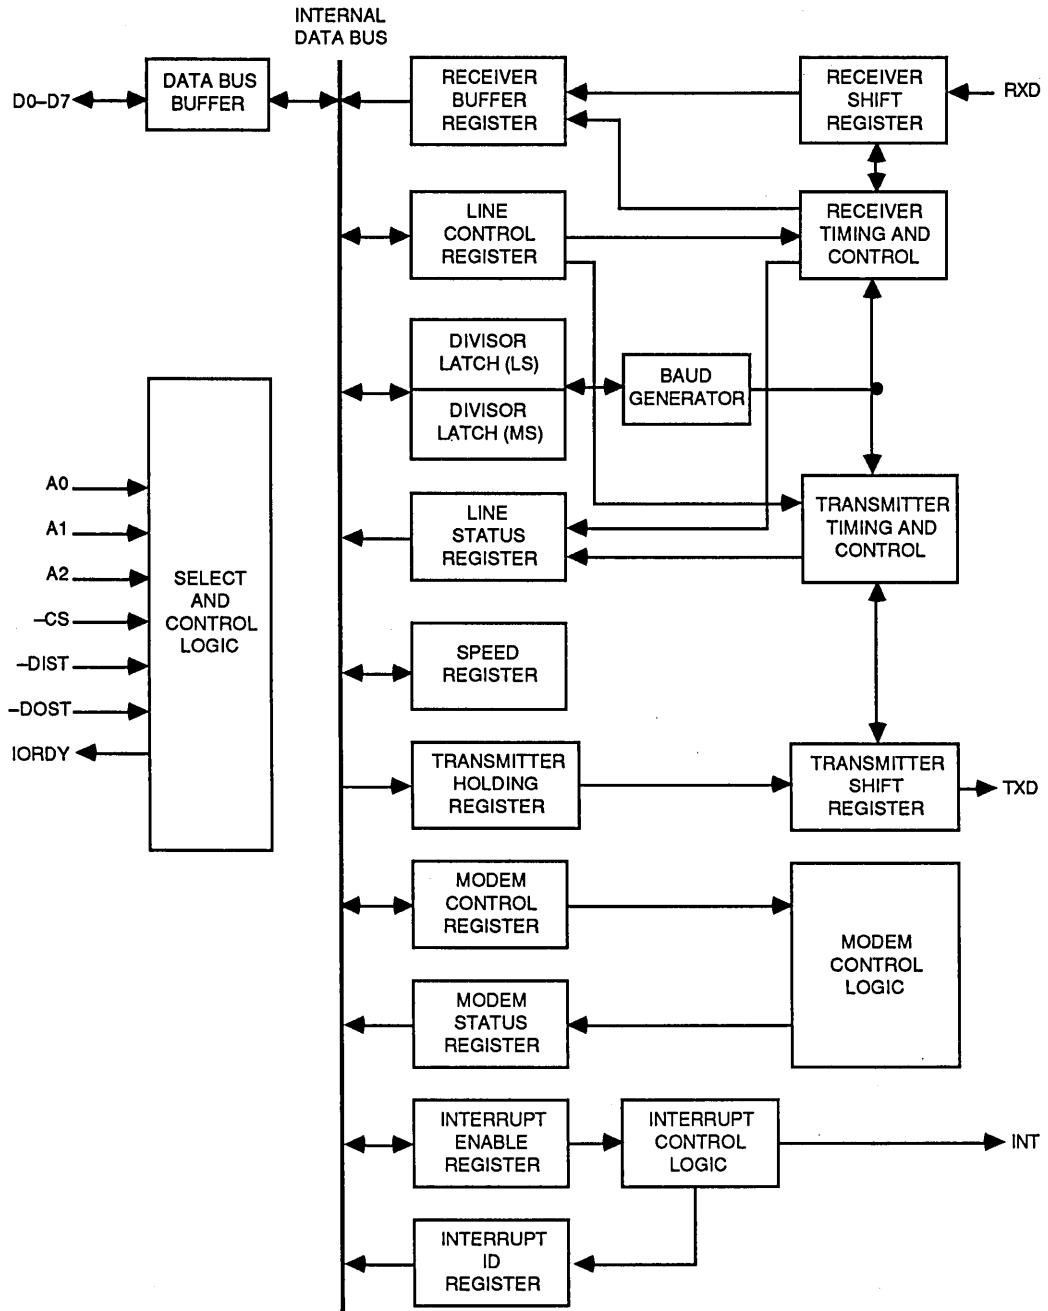 INTERNAL
DATA BUS
D0–D7
DATA BUS
BUFFER
RECEIVER
BUFFER
REGISTER
RECEIVER
SHIFT
REGISTER
RXD
LINE
CONTROL
REGISTER
RECEIVER
TIMING AND
CONTROL
DIVISOR
LATCH (LS)
DIVISOR
LATCH (MS)
BAUD
GENERATOR
A0
A1
A2
–CS
–DIST
–DOST
IORDY
SELECT
AND
CONTROL
LOGIC
LINE
STATUS
REGISTER
TRANSMITTER
TIMING AND
CONTROL
SPEED
REGISTER
TRANSMITTER
HOLDING
REGISTER
TRANSMITTER
SHIFT
REGISTER
TXD
MODEM
CONTROL
REGISTER
MODEM
CONTROL
LOGIC
MODEM
STATUS
REGISTER
INTERRUPT
ENABLE
REGISTER
INTERRUPT
CONTROL
LOGIC
INT
INTERRUPT
ID
REGISTER